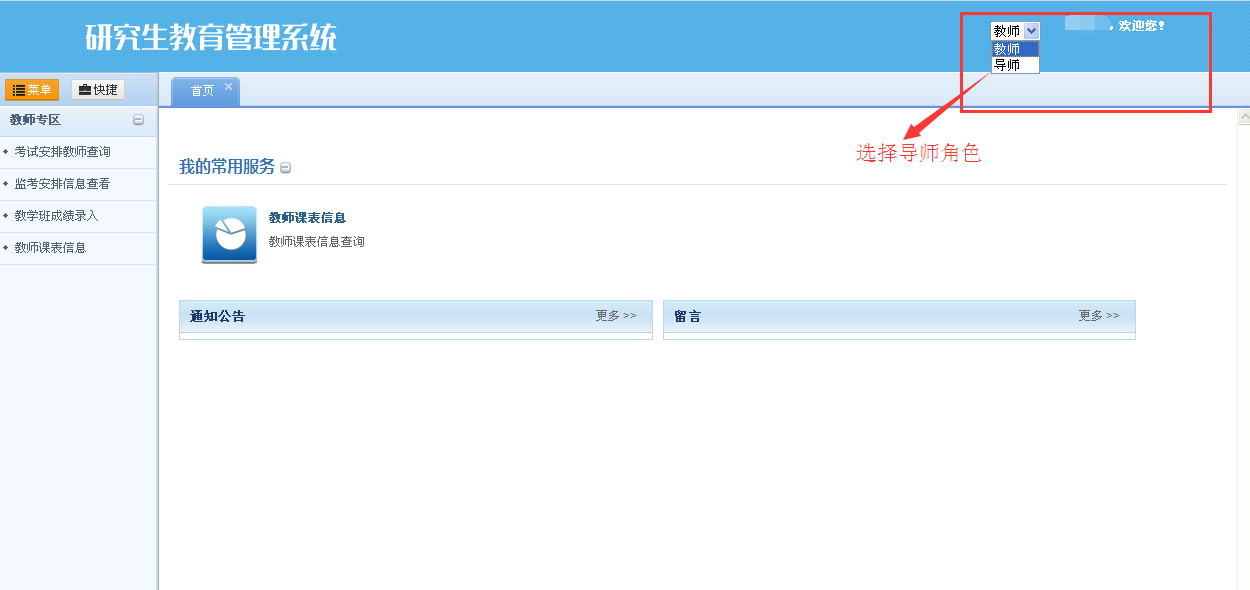 研究生教育管理系统
教师
教师
导师
，欢迎您！
菜单
快捷
首页
选择导师角色
教师专区
考试安排教师查询
监考安排信息查看
教学班成绩录入
教师课表信息
我的常用服务
教师课表信息
教师课表信息查询
通知公告 更多 >>
留言 更多 >>